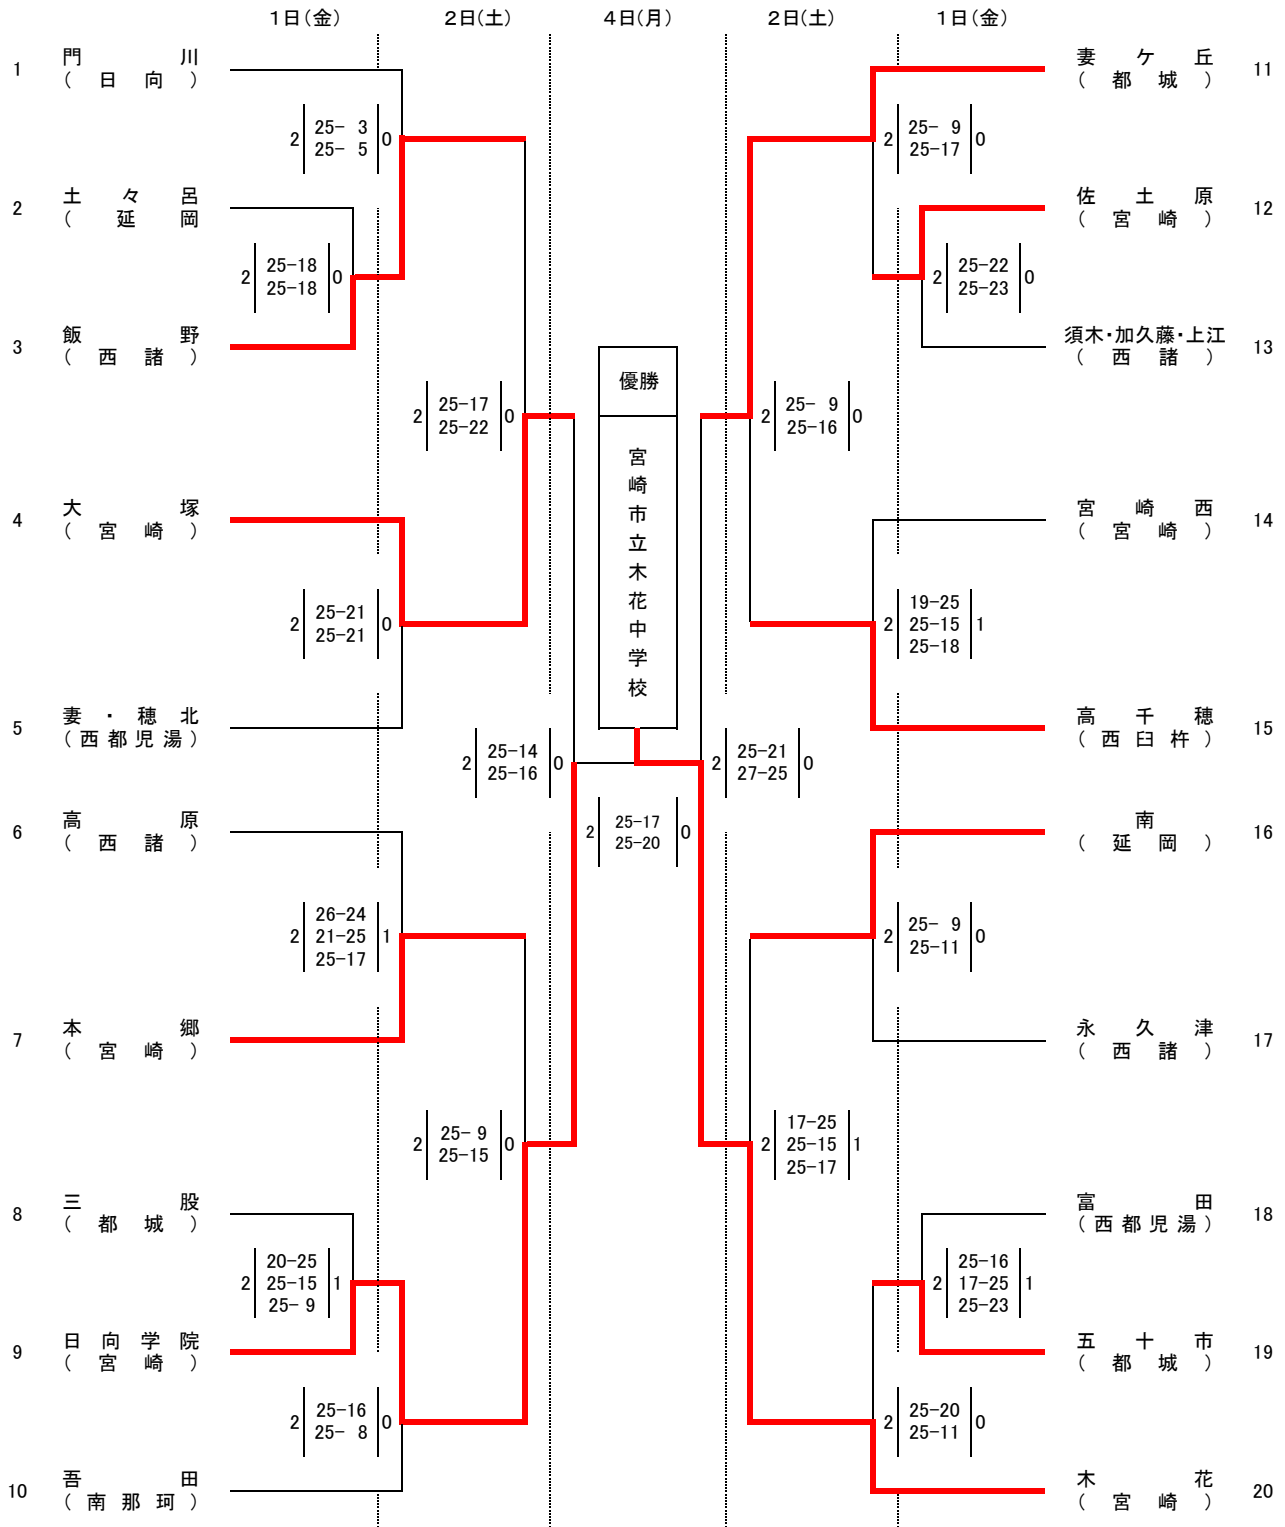 1日(金)
2日(土)
4日(月)
2日(土)
1日(金)
1
門川
(日向)
2-0
25- 3
25- 5
2
土々呂
(延岡
2 0
25-18
25-18
3
飯野
(西諸)
2 0
25-17
25-22
4
大塚
(宮崎)
2 0
25-21
25-21
5
妻・穂北
(西都児湯)
2 0
25-14
25-16
6
高原
(西諸)
2 1
26-24
21-25
25-17
7
本郷
(宮崎)
2 0
25- 9
25-15
8
三股
(都城)
2 1
20-25
25-15
25- 9
9
日向学院
(宮崎)
2 0
25-16
25- 8
10
吾田
(南那珂)
優勝
宮崎市立木花中学校
2 0
25-17
25-20
妻ケ丘
(都城)
11
2 0
25- 9
25-17
佐土原
(宮崎)
12
2 0
25-22
25-23
須木・加久藤・上江
(西諸)
13
2 0
25- 9
25-16
宮崎西
(宮崎)
14
2 1
19-25
25-15
25-18
高千穂
(西臼杵)
15
2 0
25-21
27-25
南
(延岡)
16
2 0
25- 9
25-11
永久津
(西諸)
17
2 1
17-25
25-15
25-17
富田
(西都児湯)
18
2 1
25-16
17-25
25-23
五十市
(都城)
19
2 0
25-20
25-11
木花
(宮崎)
20